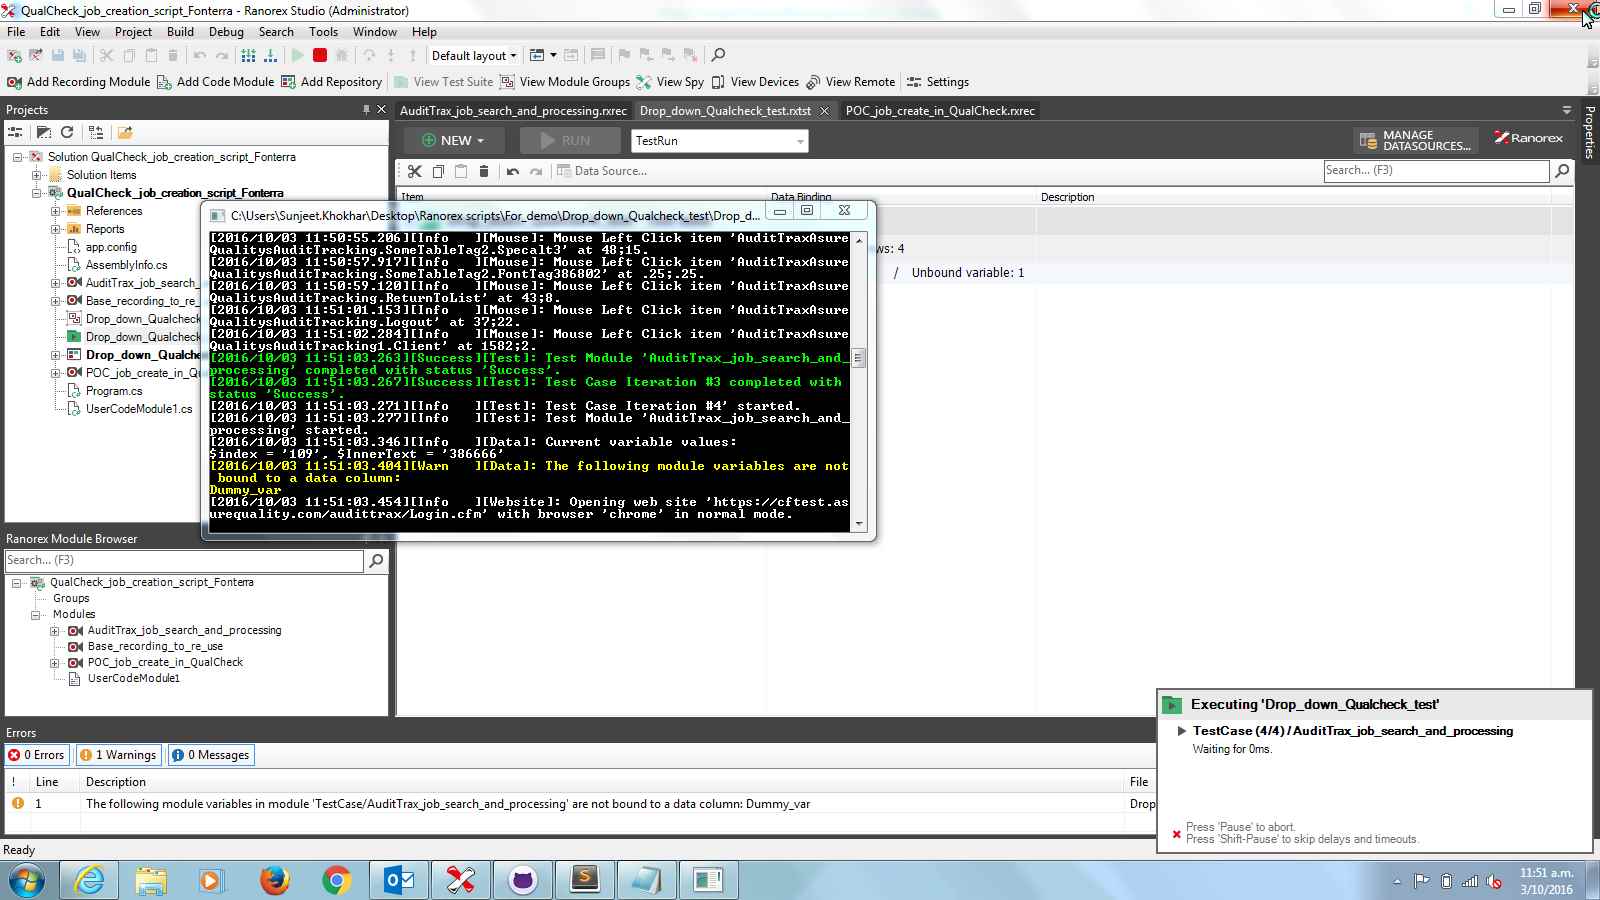 QualCheck_job_creation_script_Fonterra - Ranorex Studio (Administrator)
File Edit View Project Build Debug Search Tools Window Help
Default layout
Add Recording Module Add Code Module Add Repository View Test Suite View Module Groups View Spy View Devices View Remote Settings
Projects
AuditTrax_job_search_and_processing.rxrec Drop_down_Qualcheck_test.rxtst POC_job_create_in_QualCheck.rxrec
Properties
NEW RUN TestRun MANAGE DATASOURCES... Ranorex
Data Source... Search... (F3)
Item Data Binding Description
ws: 4
/ Unbound variable: 1
Solution QualCheck_job_creation_script_Fonterra
Solution Items
QualCheck_job_creation_script_Fonterra
References
Reports
app.config
AssemblyInfo.cs
AuditTrax_job_
Base_recording_to_re_
Drop_down_Qualcheck
Drop_down_Qualcheck
Drop_down_Qualche
POC_job_create_in_Qu
Program.cs
UserCodeModule1.cs
C:\Users\Sunjeet.Khokhar\Desktop\Ranorex scripts\For_demo\Drop_down_Qualcheck_test\Drop_d...
[2016/10/03 11:50:55.206][Info ][Mouse]: Mouse Left Click item 'AuditTraxAsure
QualitysAuditTracking.SomeTableTag2.Specalt3' at 48;15.
[2016/10/03 11:50:57.917][Info ][Mouse]: Mouse Left Click item 'AuditTraxAsure
QualitysAuditTracking.SomeTableTag2.FontTag386802' at .25;.25.
[2016/10/03 11:50:59.120][Info ][Mouse]: Mouse Left Click item 'AuditTraxAsure
QualitysAuditTracking.ReturnToList' at 43;8.
[2016/10/03 11:51:01.153][Info ][Mouse]: Mouse Left Click item 'AuditTraxAsure
QualitysAuditTracking.Logout' at 37;22.
[2016/10/03 11:51:02.284][Info ][Mouse]: Mouse Left Click item 'AuditTraxAsure
QualitysAuditTracking1.Client' at 1582;2.
[2016/10/03 11:51:03.263][Success][Test]: Test Module 'AuditTrax_job_search_and_
processing' completed with status 'Success'.
[2016/10/03 11:51:03.267][Success][Test]: Test Case Iteration #3 completed with
status 'Success'.
[2016/10/03 11:51:03.271][Info ][Test]: Test Case Iteration #4' started.
[2016/10/03 11:51:03.277][Info ][Test]: Test Module 'AuditTrax_job_search_and_
processing' started.
[2016/10/03 11:51:03.346][Info ][Data]: Current variable values:
$index = '109', $InnerText = '386666'
[2016/10/03 11:51:03.404][Warn ][Data]: The following module variables are not
bound to a data column:
Dummy_var
[2016/10/03 11:51:03.454][Info ][Website]: Opening web site 'https://cftest.as
urequality.com/audittrax/Login.cfm' with browser 'chrome' in normal mode.
Ranorex Module Browser
Search... (F3)
QualCheck_job_creation_script_Fonterra
Groups
Modules
AuditTrax_job_search_and_processing
Base_recording_to_re_use
POC_job_create_in_QualCheck
UserCodeModule1
Errors
0 Errors 1 Warnings 0 Messages
! Line Description File
1 The following module variables in module 'TestCase/AuditTrax_job_search_and_processing' are not bound to a data column: Dummy_var Drop
Executing 'Drop_down_Qualcheck_test'
TestCase (4/4) / AuditTrax_job_search_and_processing
Waiting for 0ms.
Press 'Pause' to abort.
Press 'Shift-Pause' to skip delays and timeouts.
Ready
11:51 a.m.
3/10/2016